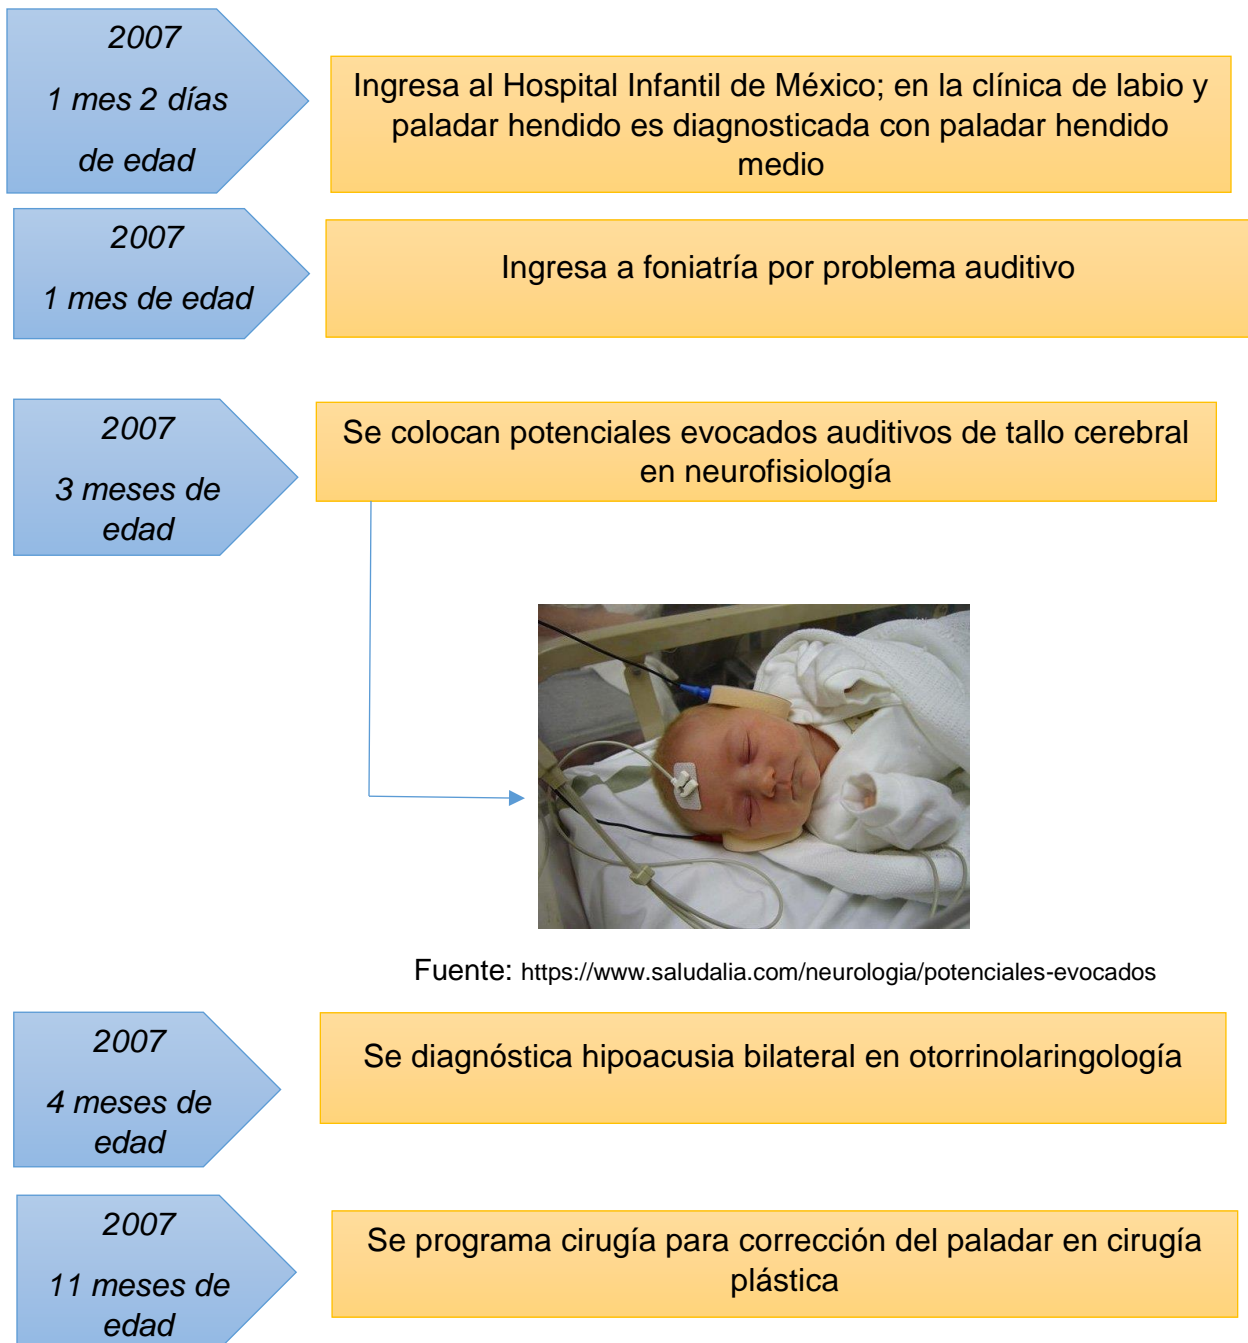 2007
1 mes 2 días
de edad
Ingresa al Hospital Infantil de México; en la clínica de labio y
paladar hendido es diagnosticada con paladar hendido
medio
2007
1 mes de edad
Ingresa a foniatría por problema auditivo
2007
3 meses de
edad
Se colocan potenciales evocados auditivos de tallo cerebral
en neurofisiología
Fuente: https://www.saludalia.com/neurologia/potenciales-evocados
2007
4 meses de
edad
Se diagnóstica hipoacusia bilateral en otorrinolaringología
2007
11 meses de
edad
Se programa cirugía para corrección del paladar en cirugía
plástica